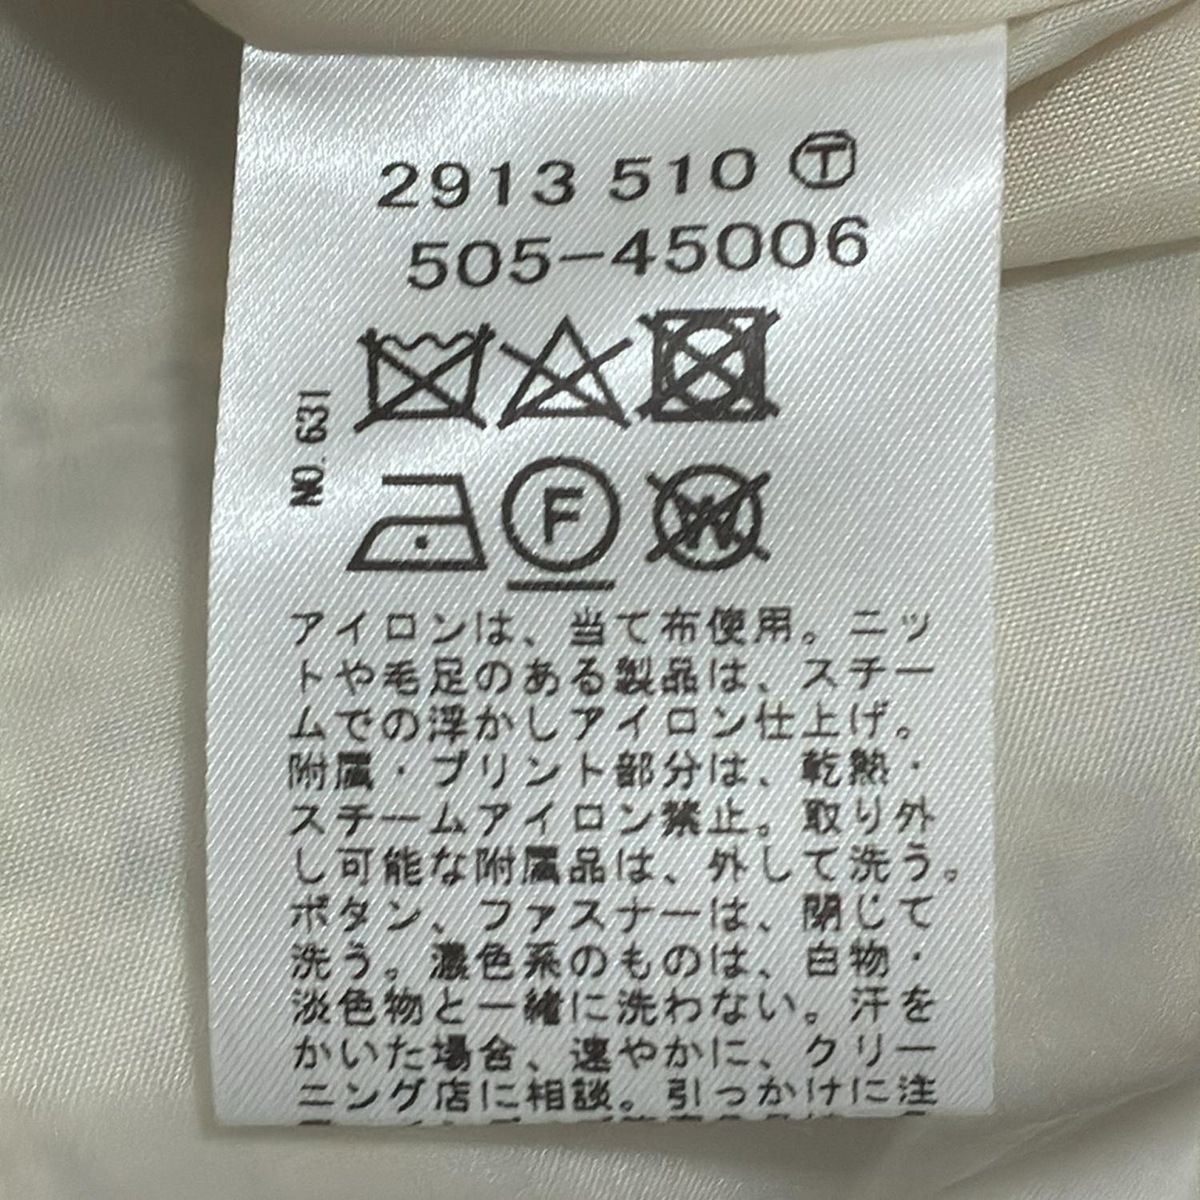 2913 510 Ⓣ
505-45006
NO. 631
F
W
アイロンは、当て布使用。ニッ
トや毛足のある製品は、スチー
ムでの浮かしアイロン仕上げ。
附属・プリント部分は、乾熱・
スチームアイロン禁止。取り外
し可能な附属品は、外して洗う。
ボタン、ファスナーは、閉じて
洗う。濃色系のものは、白物・
淡色物と一緒に洗わない。汗を
かいた場合、速やかに、クリー
ニング店に相談。引っかけに注